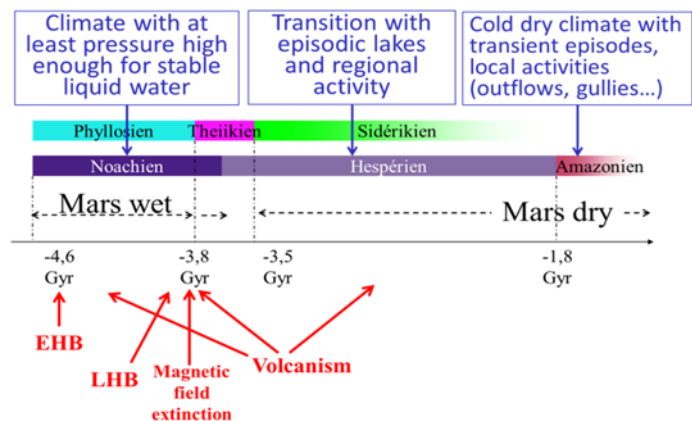 Climate with at
least pressure high
enough for stable
liquid water
Transition with
episodic lakes
and regional
activity
Cold dry climate with
transient episodes,
local activities
(outflows, gullies...)
Phyllosien
Theiikien
Sidérikien
Noachien
Hespérien
Amazonien
Mars wet
Mars dry
-4,6
Gyr
-3,8
Gyr
-3,5
Gyr
-1,8
Gyr
EHB
LHB
Magnetic
field
extinction
Volcanism